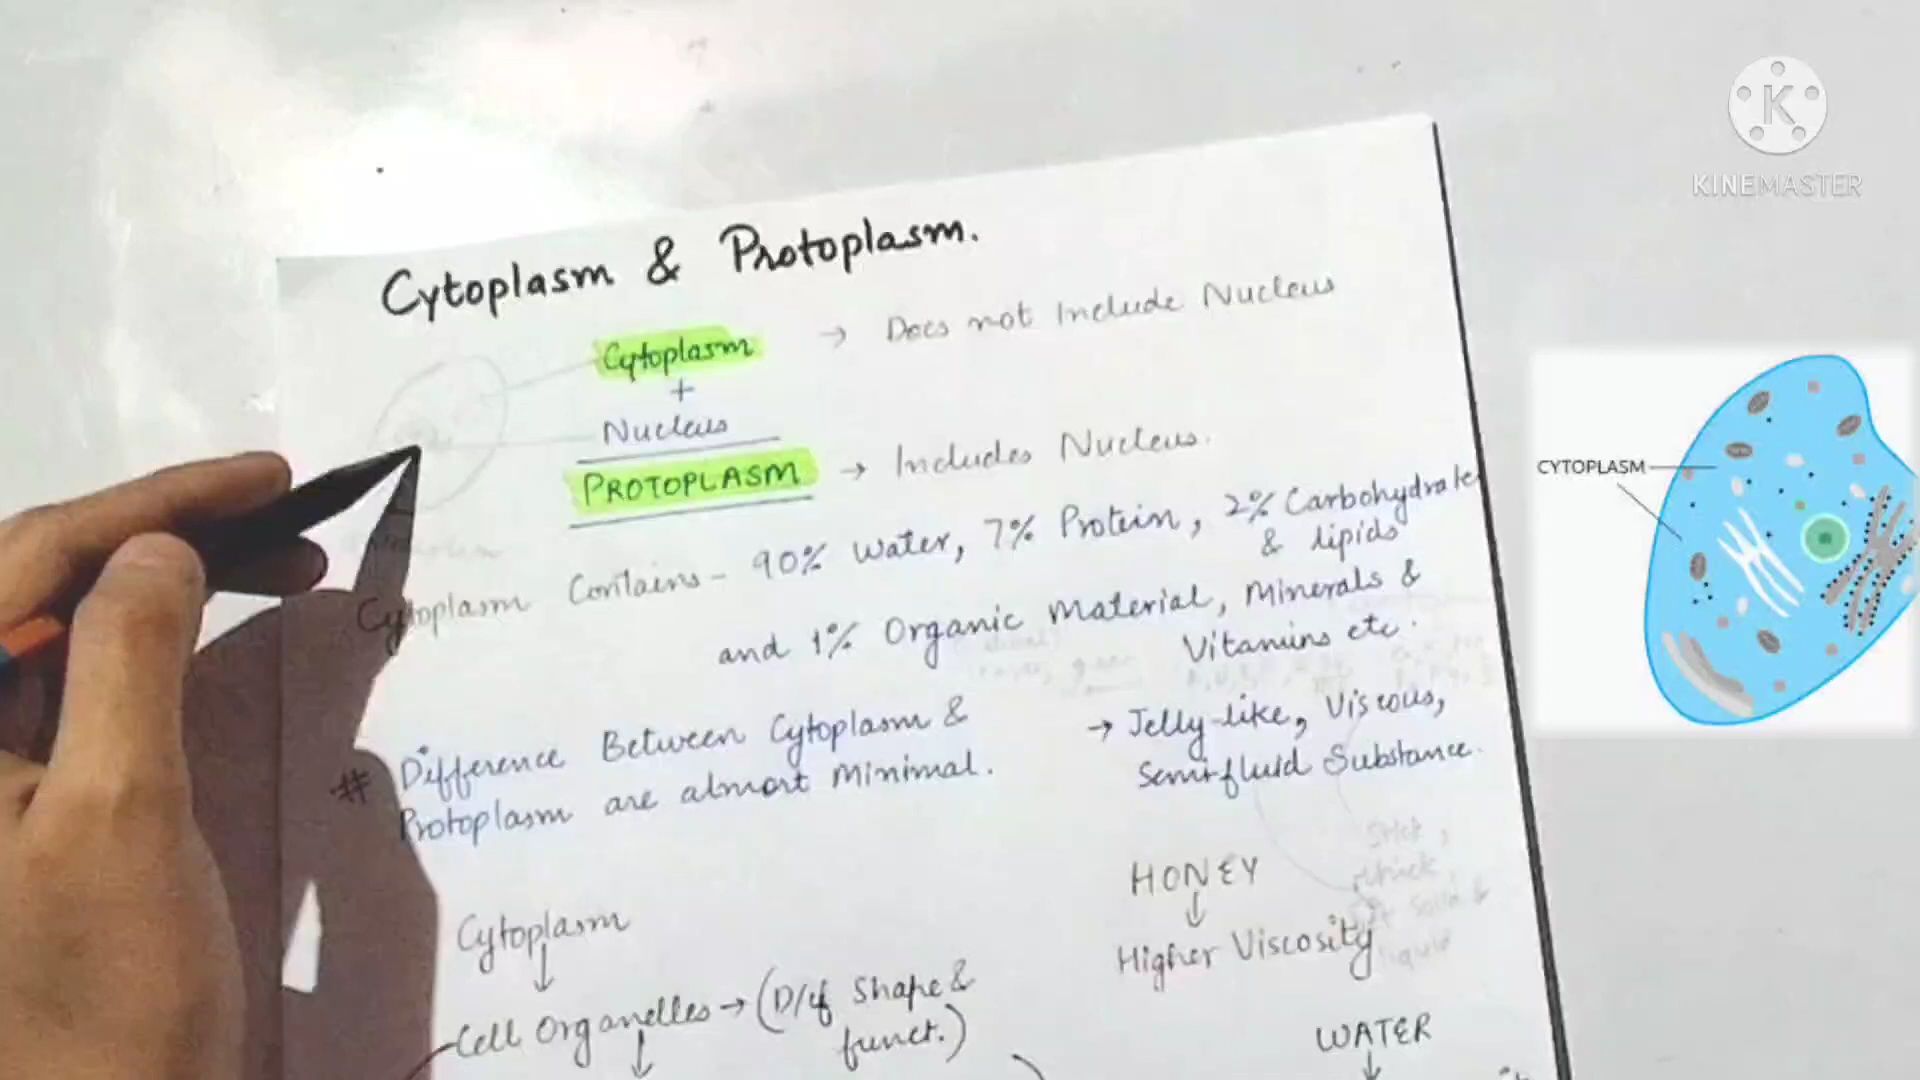 KINEMASTER
Cytoplasm & Protoplasm.
Cytoplasm → Does not Include Nucleus
+
Nucleus
PROTOPLASM → Includes Nucleus.
Cytoplasm Contains - 90% Water, 7% Protein, 2% Carbohydrate
& lipids
and 1% Organic Material, Minerals &
Vitamins etc.
# Difference Between Cytoplasm &
Protoplasm are almost Minimal.
→ Jelly-like, Viscous,
Semi-fluid Substance.
HONEY
↓
Higher Viscosity
WATER
↓
Cytoplasm
↓
Cell Organelles → (D/f Shape &
funct.)
↓
CYTOPLASM